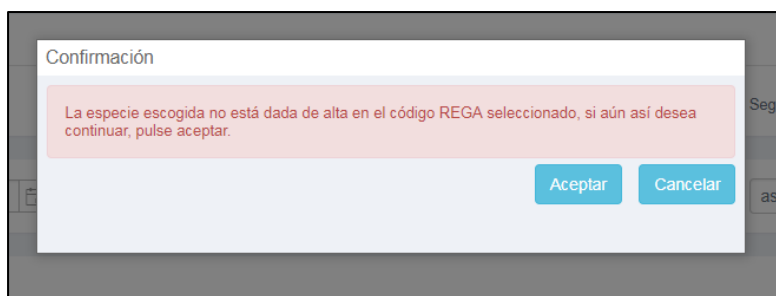 Confirmación
La especie escogida no está dada de alta en el código REGA seleccionado, si aún así desea
continuar, pulse aceptar.
Seg
Aceptar
Cancelar
as